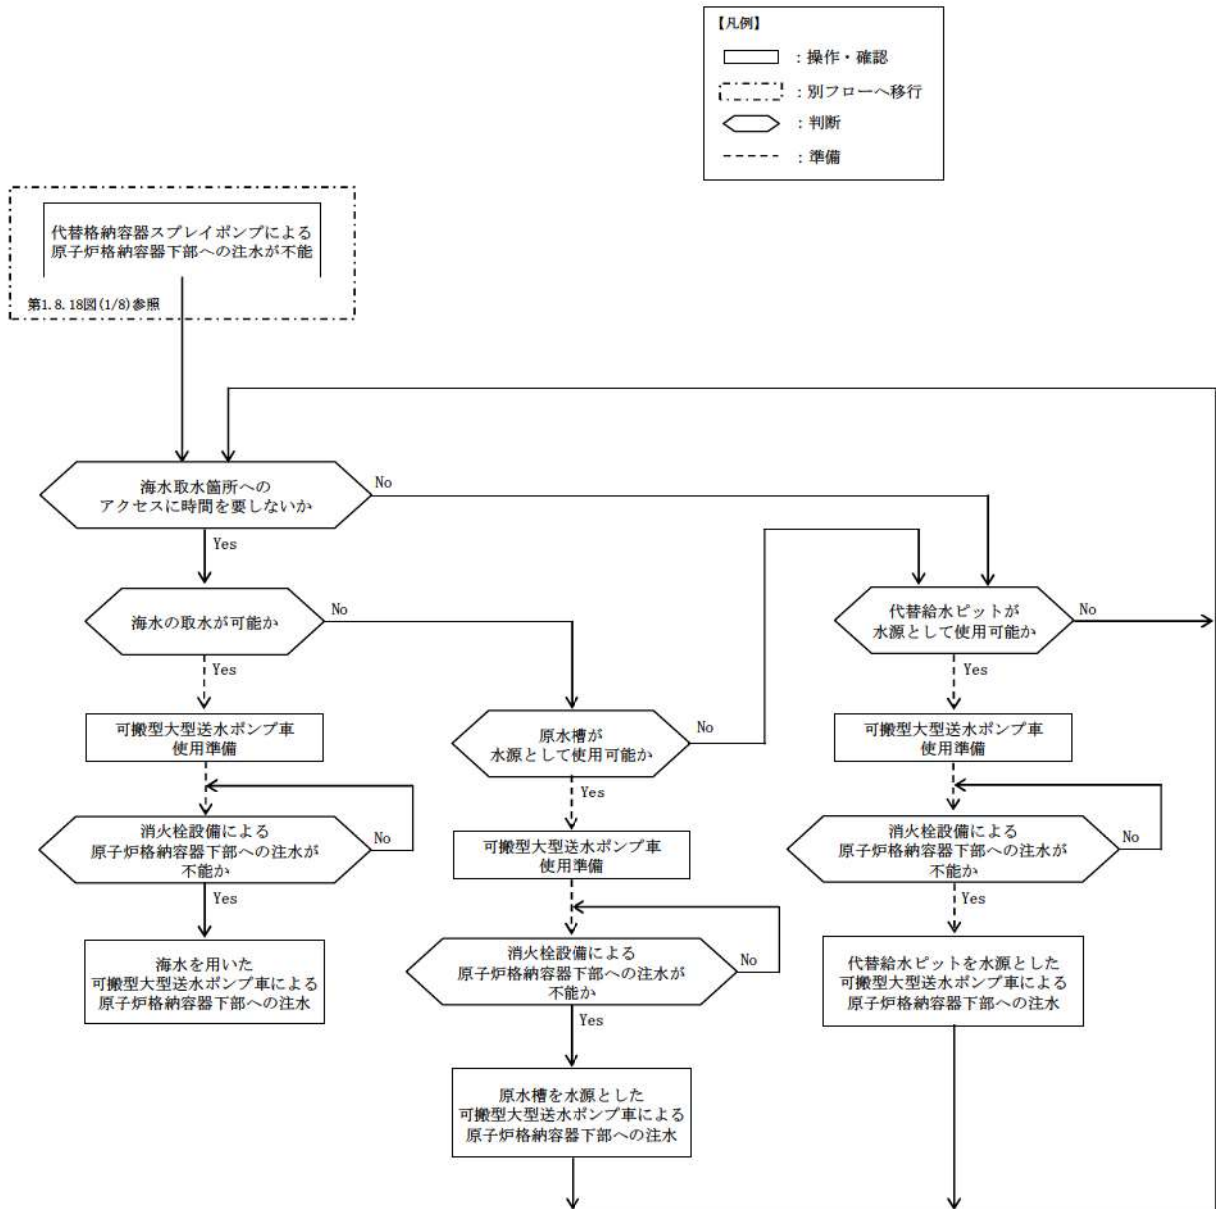 【凡例】
：操作・確認
：別フローへ移行
：判断
：準備
代替格納容器スプレイポンプによる
原子炉格納容器下部への注水が不能
第1.8.18図(1/8)参照
海水取水箇所への
アクセスに時間を要しないか
No
Yes
海水の取水が可能か
No
Yes
代替給水ピットが
水源として使用可能か
No
Yes
可搬型大型送水ポンプ車
使用準備
原水槽が
水源として使用可能か
No
Yes
可搬型大型送水ポンプ車
使用準備
消火栓設備による
原子炉格納容器下部への注水が
不能か
No
Yes
可搬型大型送水ポンプ車
使用準備
消火栓設備による
原子炉格納容器下部への注水が
不能か
No
Yes
海水を用いた
可搬型大型送水ポンプ車による
原子炉格納容器下部への注水
消火栓設備による
原子炉格納容器下部への注水が
不能か
No
Yes
代替給水ピットを水源とした
可搬型大型送水ポンプ車による
原子炉格納容器下部への注水
原水槽を水源とした
可搬型大型送水ポンプ車による
原子炉格納容器下部への注水